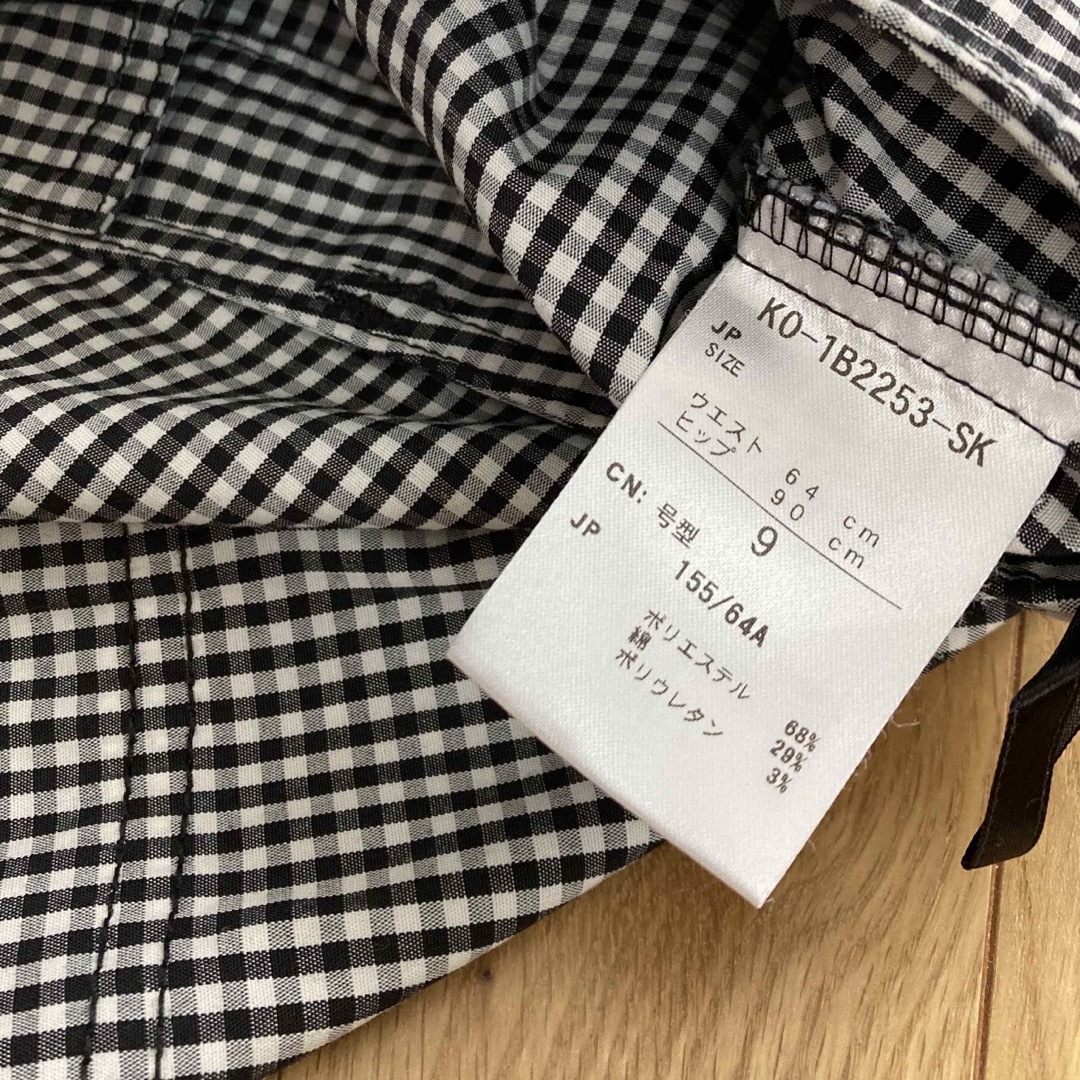 KO-1B2253-SK
JP
SIZE
ウエスト 64 cm
ヒップ 90 cm
9
CN: 号型 155/64A
JP
ポリエステル 68%
綿 29%
ポリウレタン 3%